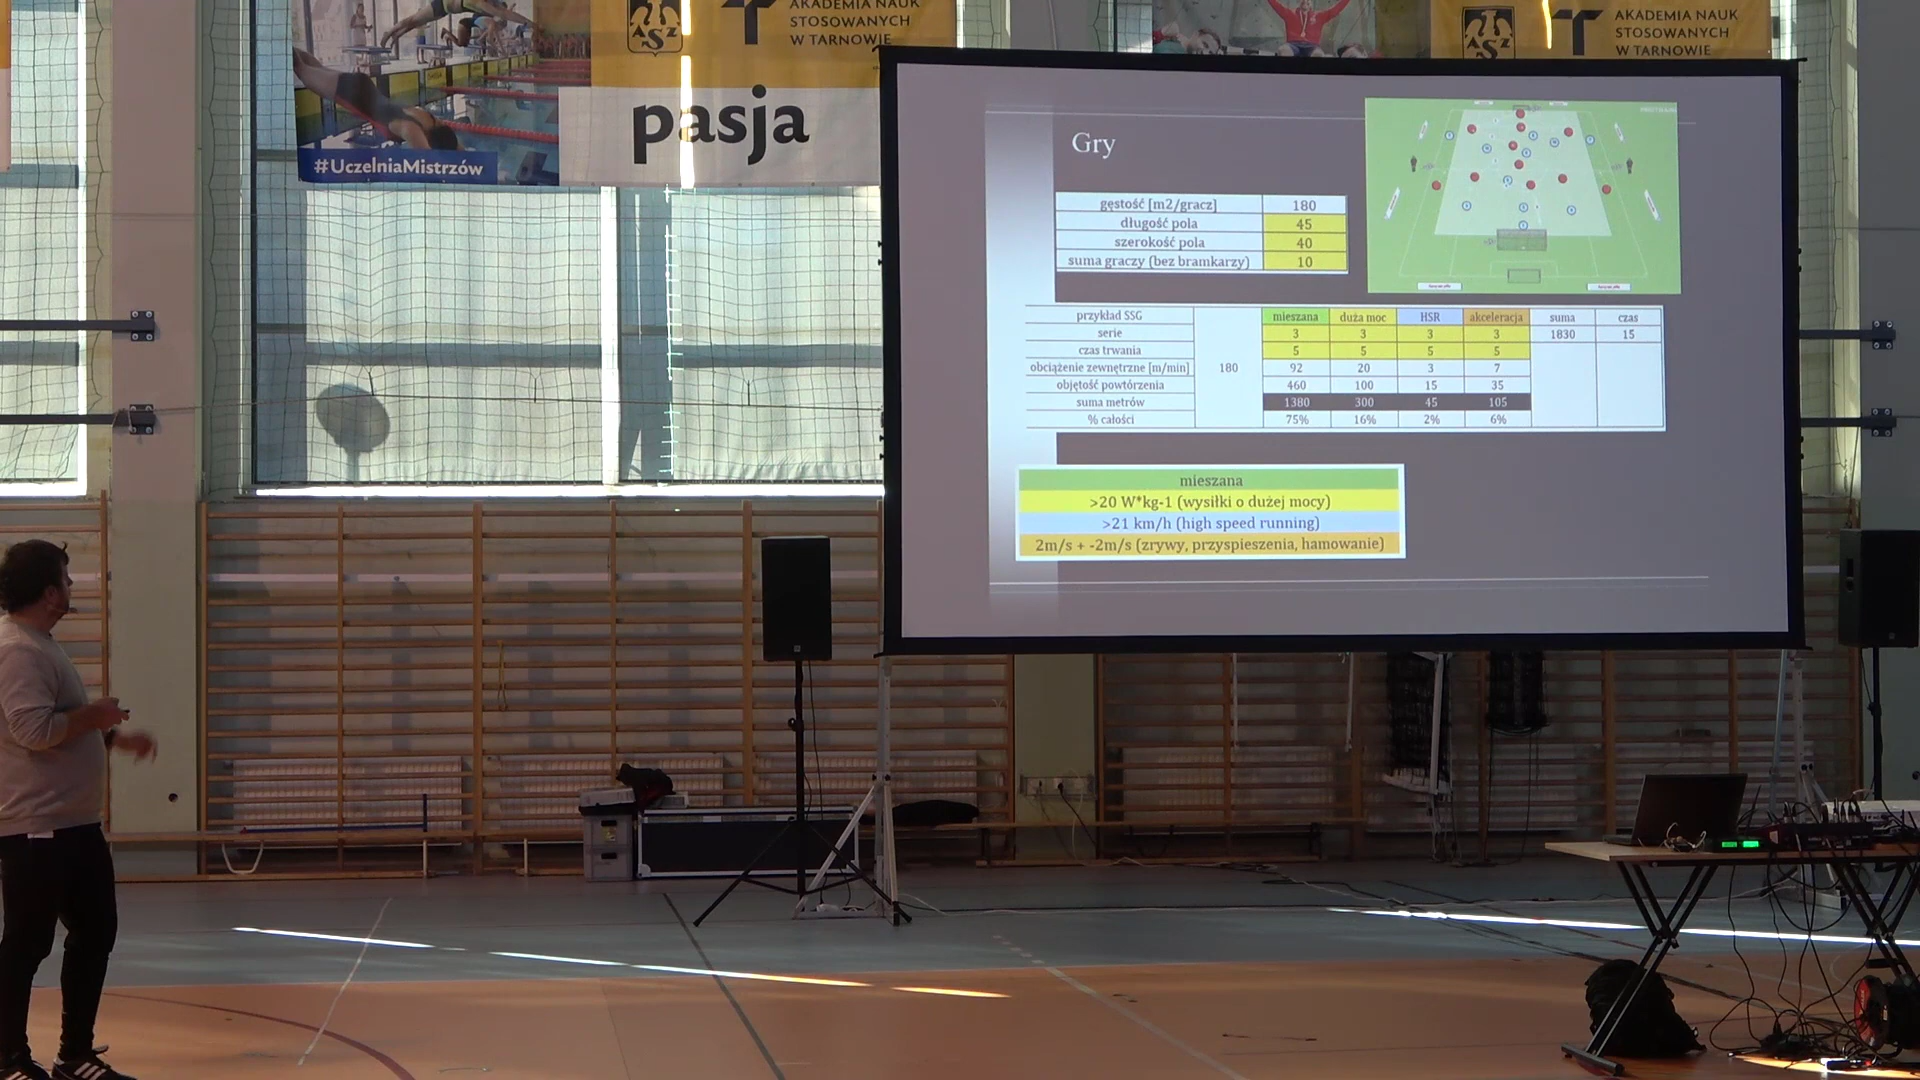 AZS
AKADEMIA NAUK
STOSOWANYCH
W TARNOWIE
pasja
#UczelniaMistrzów
AZS
AKADEMIA NAUK
STOSOWANYCH
W TARNOWIE
Gry
gęstość [m2/gracz] 180
długość pola 45
szerokość pola 40
suma graczy (bez bramkarzy) 10
przykład SSG 180 mieszana duża moc HSR akceleracja suma czas
serie 3 3 3 3 1830 15
czas trwania 5 5 5 5
obciążenie zewnętrzne [m/min] 92 20 3 7
objętość powtórzenia 460 100 15 35
suma metrów 1380 300 45 105
% całości 75% 16% 2% 6%
mieszana
>20 W*kg-1 (wysiłki o dużej mocy)
>21 km/h (high speed running)
2m/s + -2m/s (zrywy, przyspieszenia, hamowanie)